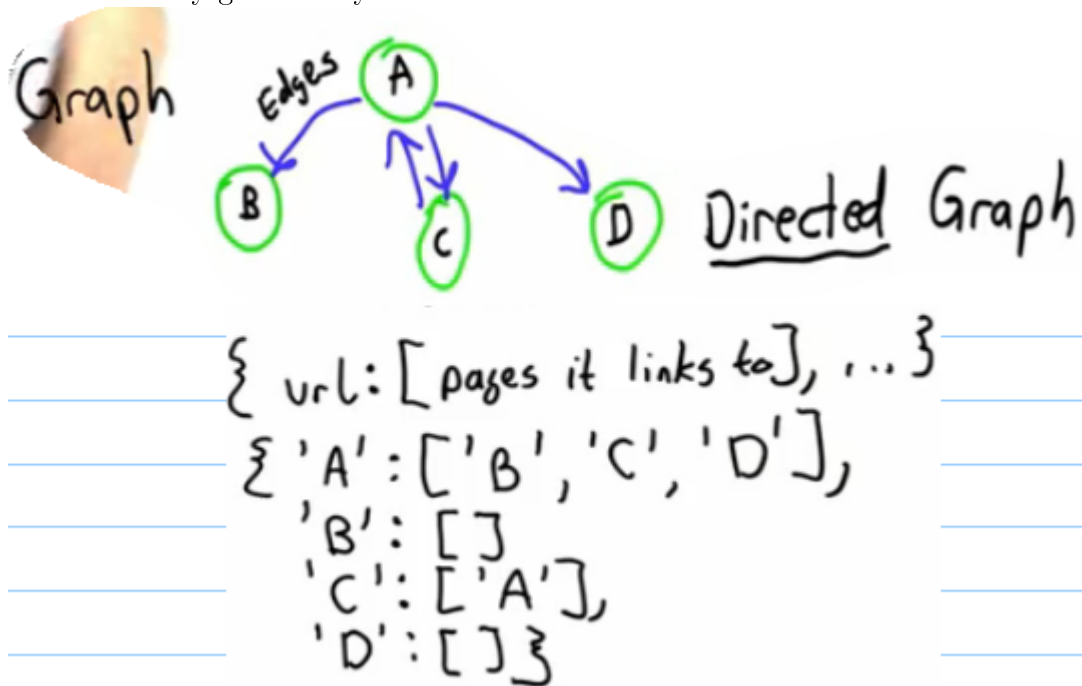 Graph
Edges
A
B
C
D
Directed Graph
{ url: [pages it links to], ... }
{ 'A': ['B', 'C', 'D'],
'B': [ ]
'C': ['A'],
'D': [ ] }